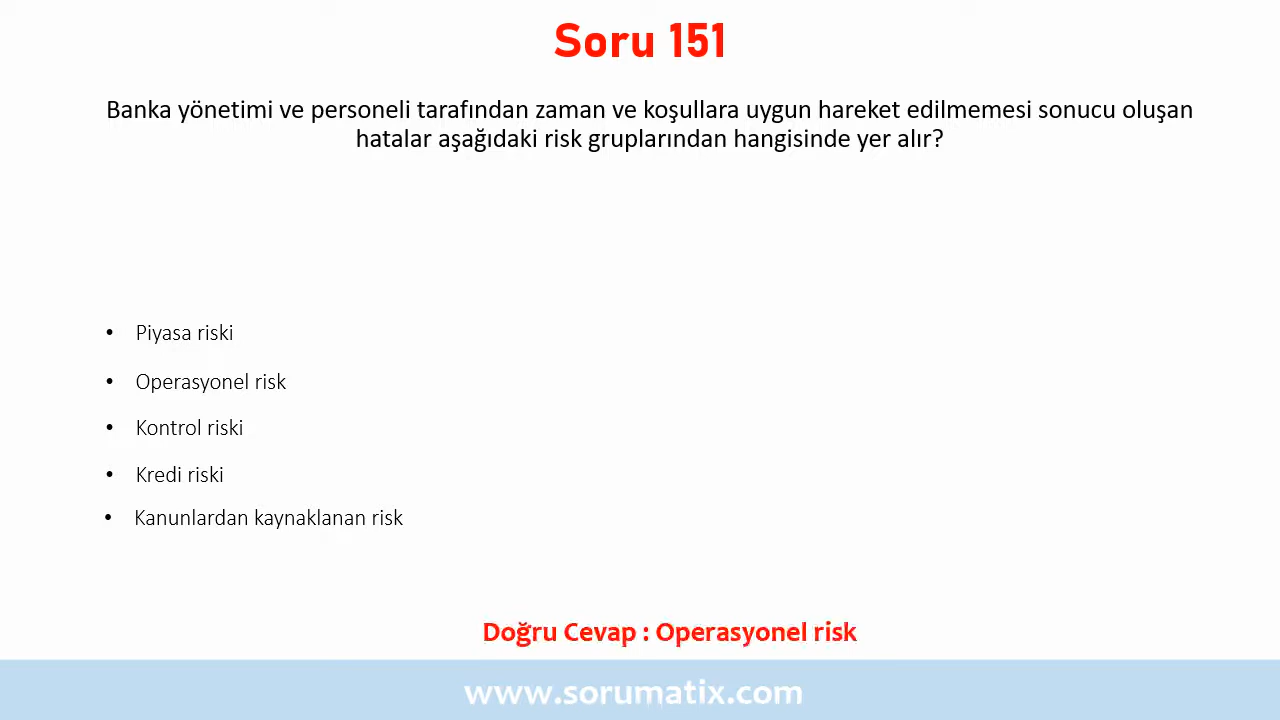 Soru 151
Banka yönetimi ve personeli tarafından zaman ve koşullara uygun hareket edilmemesi sonucu oluşan
hatalar aşağıdaki risk gruplarından hangisinde yer alır?
• Piyasa riski
• Operasyonel risk
• Kontrol riski
• Kredi riski
• Kanunlardan kaynaklanan risk
Doğru Cevap : Operasyonel risk
www.sorumatix.com